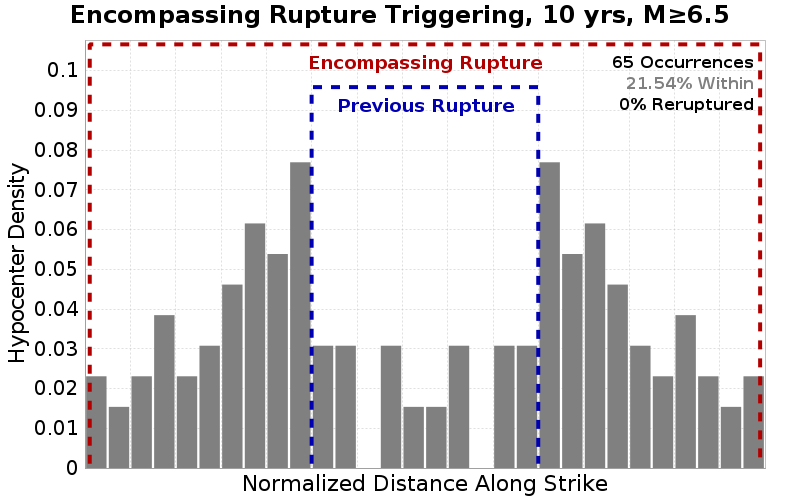 Encompassing Rupture Triggering, 10 yrs, M≥6.5
Encompassing Rupture
65 Occurrences
21.54% Within
Previous Rupture
0% Reruptured
Hypocenter Density
0.1
0.09
0.08
0.07
0.06
0.05
0.04
0.03
0.02
0.01
0
Normalized Distance Along Strike